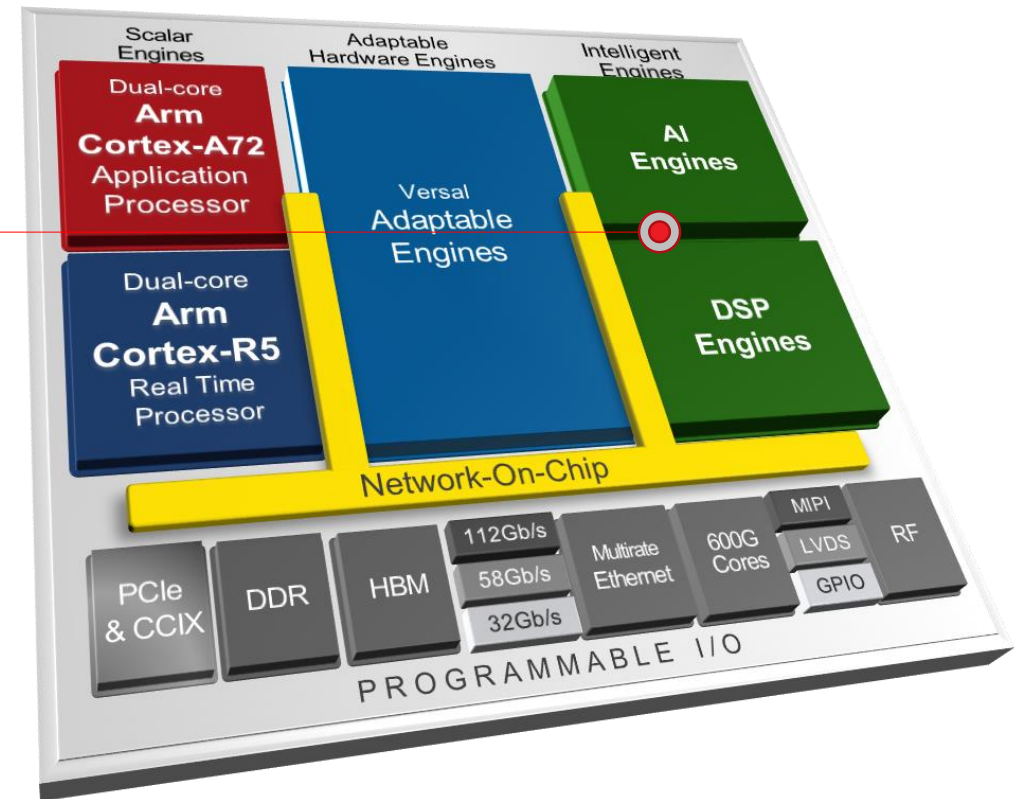 Scalar
Engines
Adaptable
Hardware Engines
Intelligent
Engines
Dual-core
Arm
Cortex-A72
Application
Processor
Versal
Adaptable
Engines
AI
Engines
Dual-core
Arm
Cortex-R5
Real Time
Processor
DSP
Engines
Network-On-Chip
PCIe
& CCIX
DDR
HBM
112Gb/s
58Gb/s
32Gb/s
Multirate
Ethernet
600G
Cores
MIPI
LVDS
GPIO
RF
PROGRAMMABLE I/O